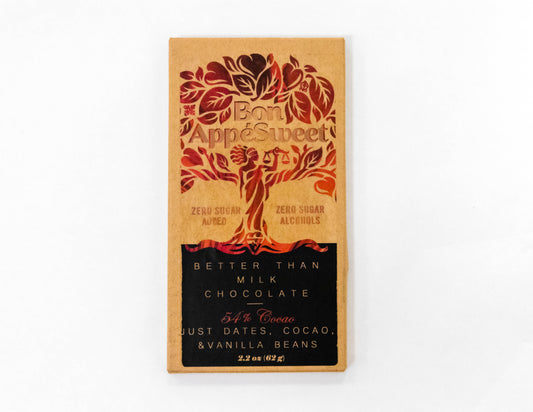 Bon
AppéSweet
ZERO SUGAR
ADDED
ZERO SUGAR
ALCOHOLS
BETTER THAN
MILK
CHOCOLATE
54% Cocao
JUST DATES, COCAO,
&VANILLA BEANS
2.2 oz (62 g)